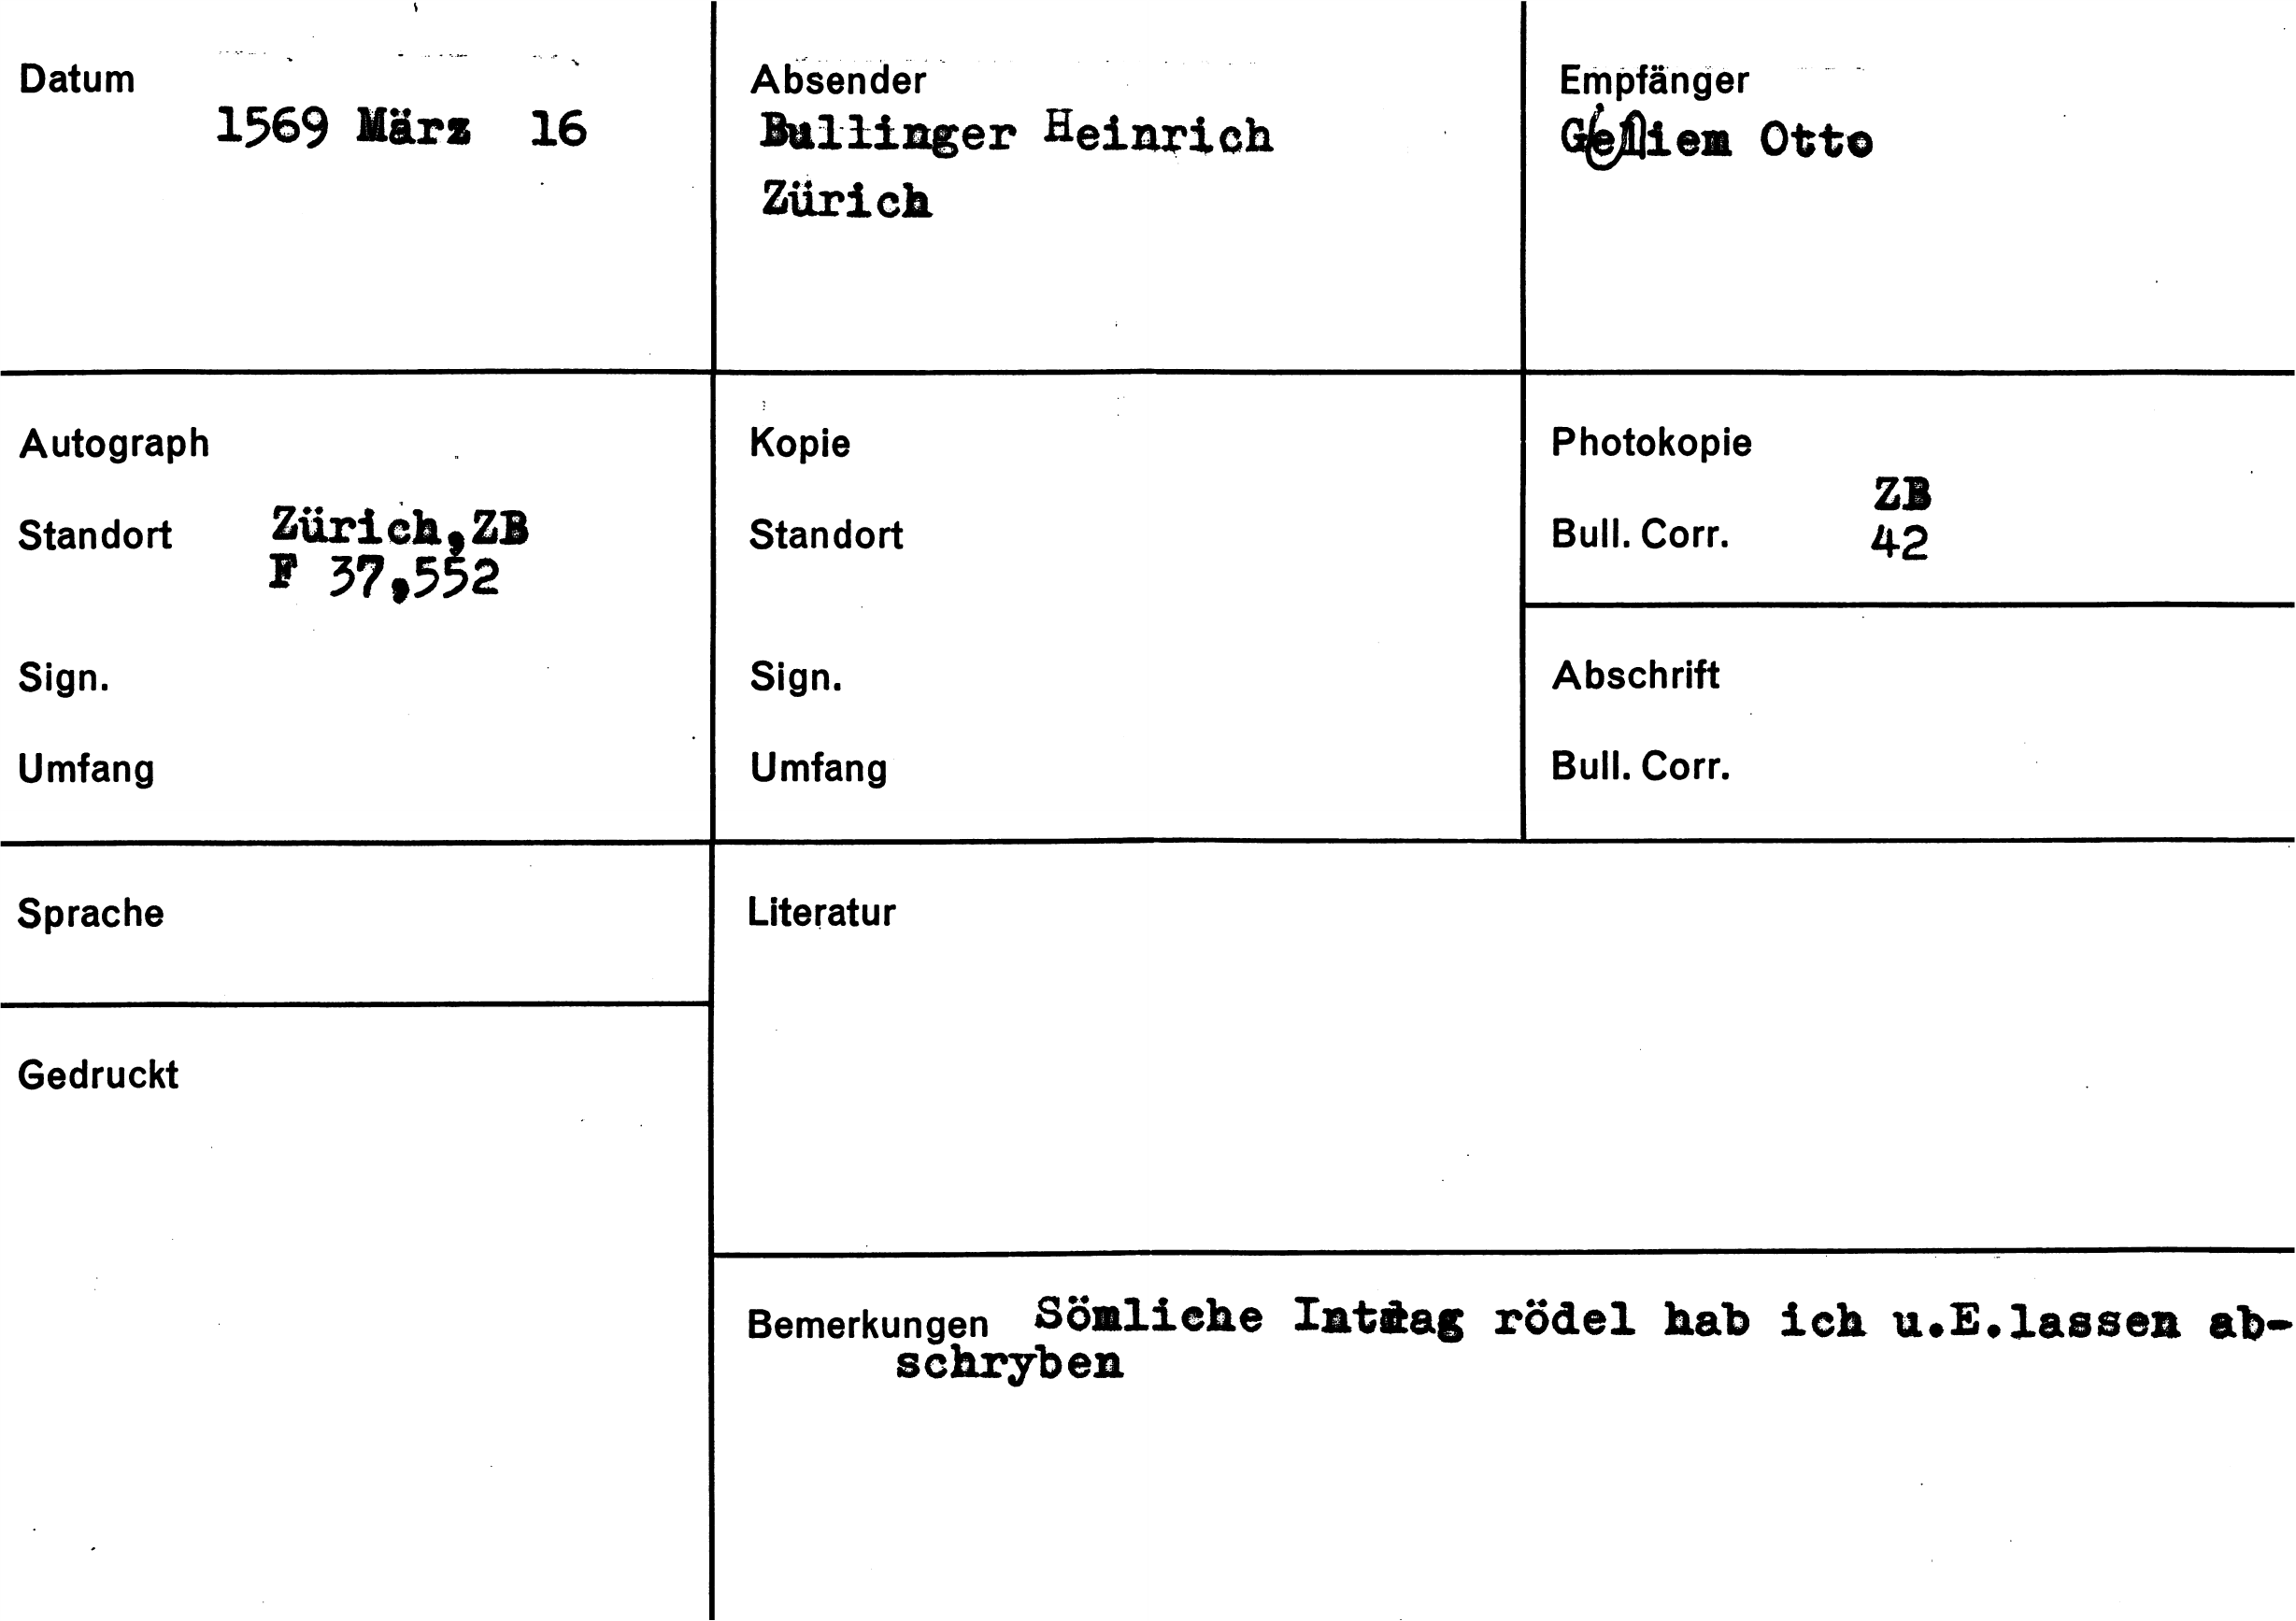 Datum
1569 März 16
Absender
Bullinger Heinrich
Zürich
Empfänger
Otto
Autograph
Standort Zürich,ZB
F 37,552
Sign.
Umfang
Kopie
Standort
Sign.
Umfang
Photokopie
ZB
Bull. Corr. 42
Abschrift
Bull. Corr.
Sprache
Literatur
Gedruckt
Bemerkungen Sömliche Intrag rödel hab ich u.E.lassen ab-
schryben